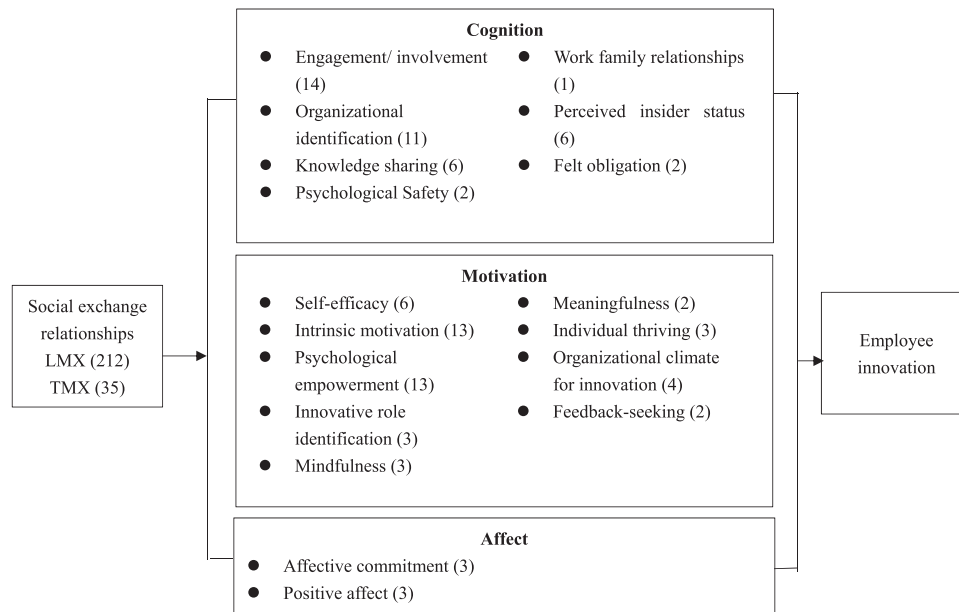 Cognition
● Engagement/ involvement
(14)
● Organizational
identification (11)
● Knowledge sharing (6)
● Psychological Safety (2)
● Work family relationships
(1)
● Perceived insider status
(6)
● Felt obligation (2)
Social exchange
relationships
LMX (212)
TMX (35)
Motivation
● Self-efficacy (6)
● Intrinsic motivation (13)
● Psychological
empowerment (13)
● Innovative role
identification (3)
● Mindfulness (3)
● Meaningfulness (2)
● Individual thriving (3)
● Organizational climate
for innovation (4)
● Feedback-seeking (2)
Employee
innovation
Affect
● Affective commitment (3)
● Positive affect (3)